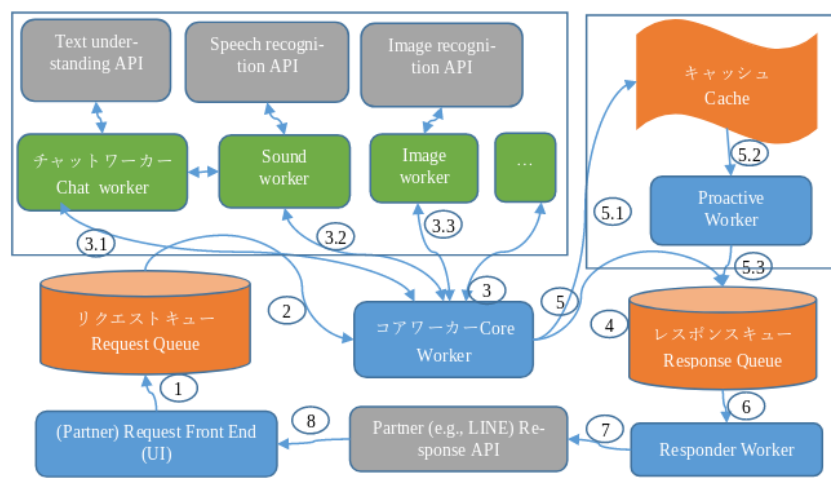 Text under-
standing API
Speech recogni-
tion API
Image recogni-
tion API
キャッシュ
Cache
チャットワーカー
Chat worker
Sound
worker
Image
worker
...
5.2
Proactive
Worker
5.1
3.1
3.2
3.3
5.3
リクエストキュー
Request Queue
2
3
5
コアワーカーCore
Worker
4
レスポンスキュー
Response Queue
1
6
(Partner) Request Front End
(UI)
8
Partner (e.g., LINE) Re-
sponse API
7
Responder Worker